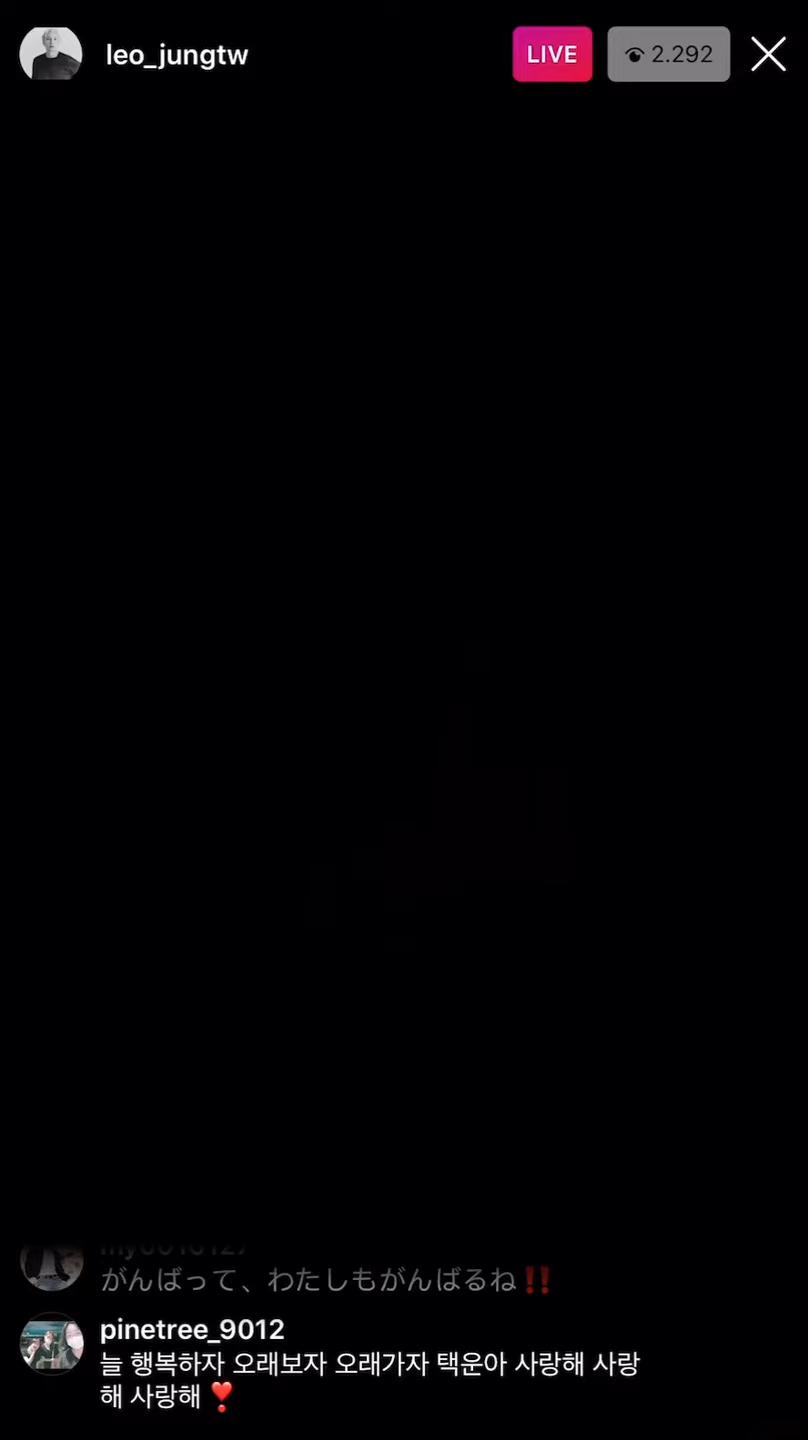 leo_jungtw
LIVE
2.292
がんばって、わたしもがんばるね‼️
pinetree_9012
늘 행복하자 오래보자 오래가자 택운아 사랑해 사랑
해 사랑해 ❣️